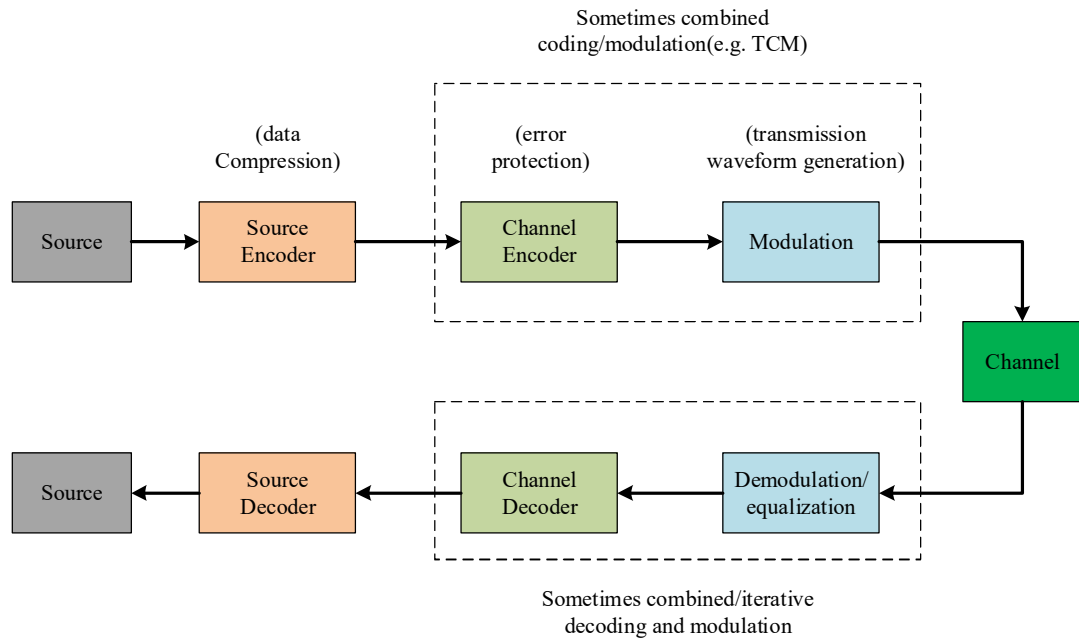 Sometimes combined
coding/modulation(e.g. TCM)
(data
Compression)
(error
protection)
(transmission
waveform generation)
Source
Source
Encoder
Channel
Encoder
Modulation
Channel
Source
Source
Decoder
Channel
Decoder
Demodulation/
equalization
Sometimes combined/iterative
decoding and modulation